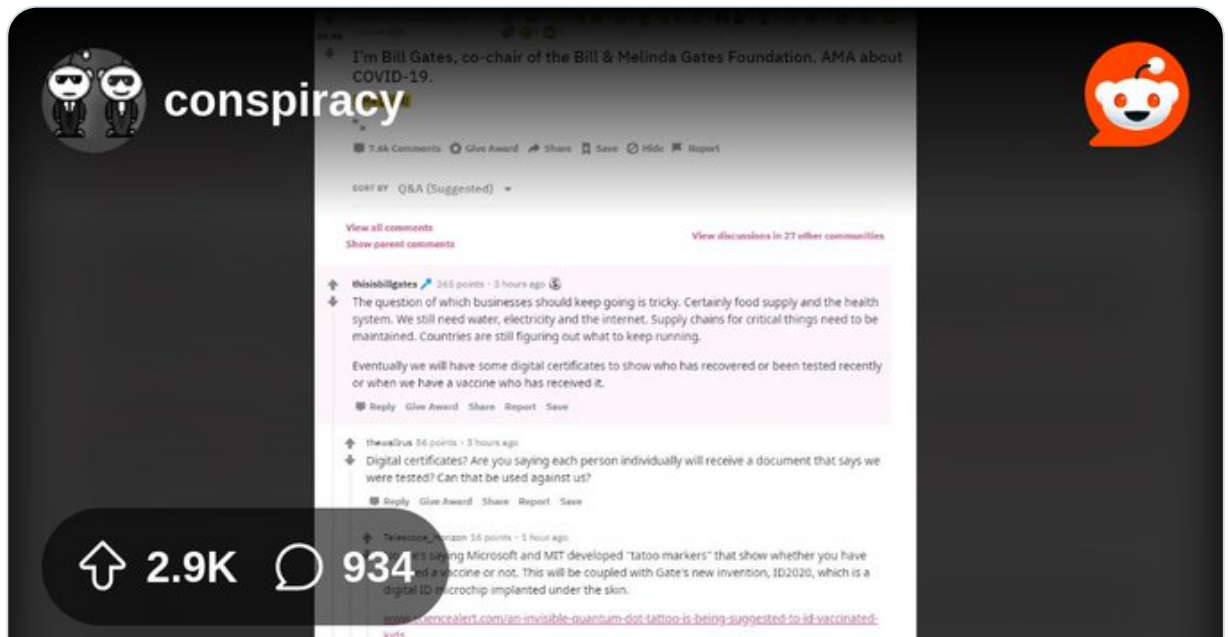 conspiracy
I'm Bill Gates, co-chair of the Bill & Melinda Gates Foundation. AMA about
COVID-19.
7.6k Comments Give Award Share Save Hide Report
SORT BY Q&A (Suggested)
View all comments
Show parent comments
View discussions in 27 other communities
thisisbillgates 365 points · 3 hours ago
The question of which businesses should keep going is tricky. Certainly food supply and the health
system. We still need water, electricity and the internet. Supply chains for critical things need to be
maintained. Countries are still figuring out what to keep running.
Eventually we will have some digital certificates to show who has recovered or been tested recently
or when we have a vaccine who has received it.
Reply Give Award Share Report Save
thewallrus 86 points · 3 hours ago
Digital certificates? Are you saying each person individually will receive a document that says we
were tested? Can that be used against us?
Reply Give Award Share Report Save
Telescope_Horizon 16 points · 1 hour ago
saying Microsoft and MIT developed "tatoo markers" that show whether you have
a vaccine or not. This will be coupled with Gate's new invention, ID2020, which is a
digital ID microchip implanted under the skin.
www.sciencealert.com/an-invisible-quantum-dot-tattoo-is-being-suggested-to-id-vaccinated-
kids
2.9K 934